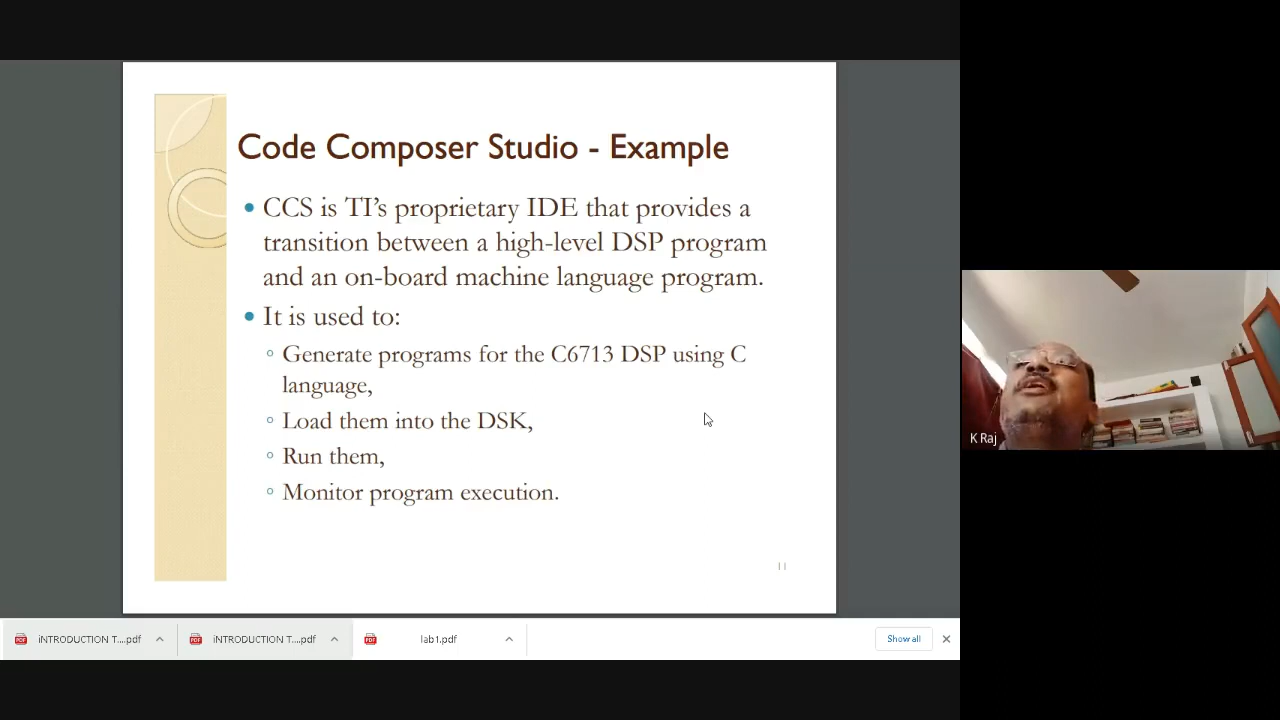 Code Composer Studio - Example
• CCS is TI’s proprietary IDE that provides a
transition between a high-level DSP program
and an on-board machine language program.
• It is used to:
◦ Generate programs for the C6713 DSP using C
language,
◦ Load them into the DSK,
◦ Run them,
◦ Monitor program execution.
11
K Raj
iNTRODUCTION T....pdf
iNTRODUCTION T....pdf
lab1.pdf
Show all